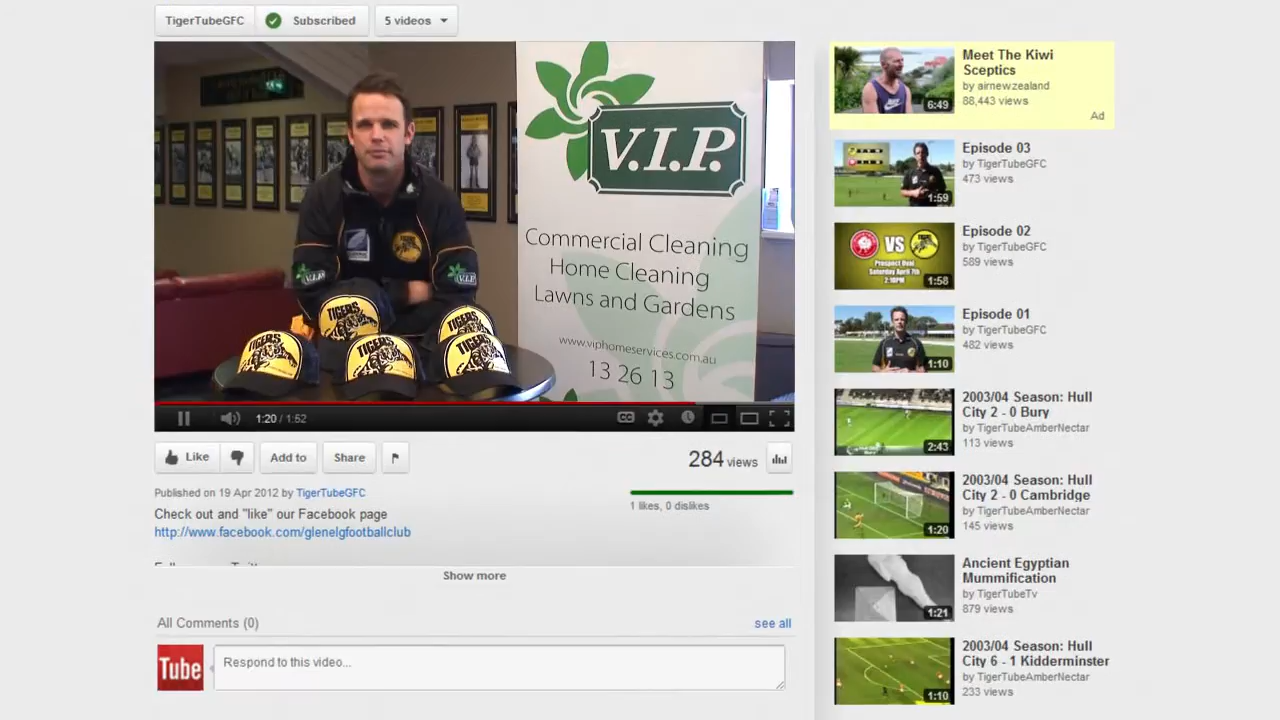 TigerTubeGFC
Subscribed
5 videos
V.I.P.
Commercial Cleaning
Home Cleaning
Lawns and Gardens
www.viphomeservices.com.au
13 26 13
V.I.P.
V.I.P.
TIGERS
TIGERS
TIGERS
TIGERS
TIGERS
1:20 / 1:52
CC
Like
Add to
Share
284 views
Published on 19 Apr 2012 by TigerTubeGFC
1 likes, 0 dislikes
Check out and "like" our Facebook page
http://www.facebook.com/glenelgfootballclub
Show more
All Comments (0)
see all
Tube
Respond to this video...
6:49
Meet The Kiwi
Sceptics
by airnewzealand
88,443 views
Ad
1:59
Episode 03
by TigerTubeGFC
473 views
VS
Prospect Oval
Saturday April 7th
2:10PM
1:58
Episode 02
by TigerTubeGFC
589 views
1:10
Episode 01
by TigerTubeGFC
482 views
2:43
2003/04 Season: Hull
City 2 - 0 Bury
by TigerTubeAmberNectar
113 views
1:20
2003/04 Season: Hull
City 2 - 0 Cambridge
by TigerTubeAmberNectar
145 views
1:21
Ancient Egyptian
Mummification
by TigerTubeTv
879 views
1:10
2003/04 Season: Hull
City 6 - 1 Kidderminster
by TigerTubeAmberNectar
233 views